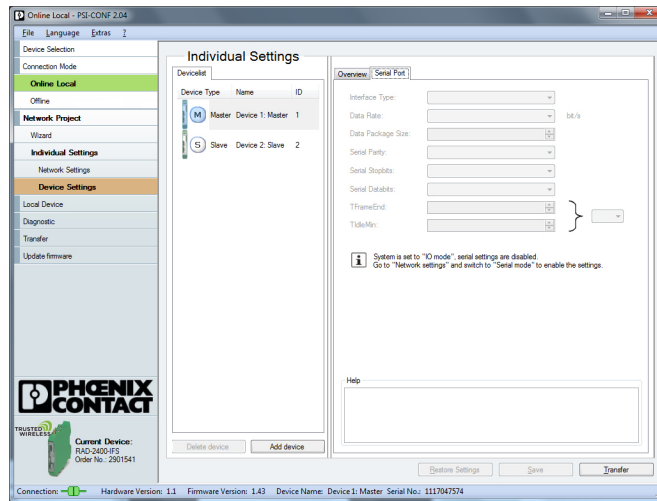 Online Local - PSI-CONF 2.04
File Language Extras ?
Device Selection
Connection Mode
Online Local
Offline
Network Project
Wizard
Individual Settings
Network Settings
Device Settings
Local Device
Diagnostic
Transfer
Update firmware
PHŒNIX
CONTACT
TRUSTED
WIRELESS
Current Device:
RAD-2400-IFS
Order No.: 2901541
Individual Settings
Devicelist
Device Type Name ID
M Master Device 1: Master 1
S Slave Device 2: Slave 2
Delete device Add device
Overview Serial Port
Interface Type:
Data Rate: bit/s
Data Package Size:
Serial Parity:
Serial Stopbits:
Serial Databits:
TFrameEnd:
TIdleMin:
i System is set to "IO mode", serial settings are disabled.
Go to "Network settings" and switch to "Serial mode" to enable the settings.
Help
Restore Settings Save Transfer
Connection: Hardware Version: 1.1 Firmware Version: 1.43 Device Name: Device 1: Master Serial No.: 1117047574